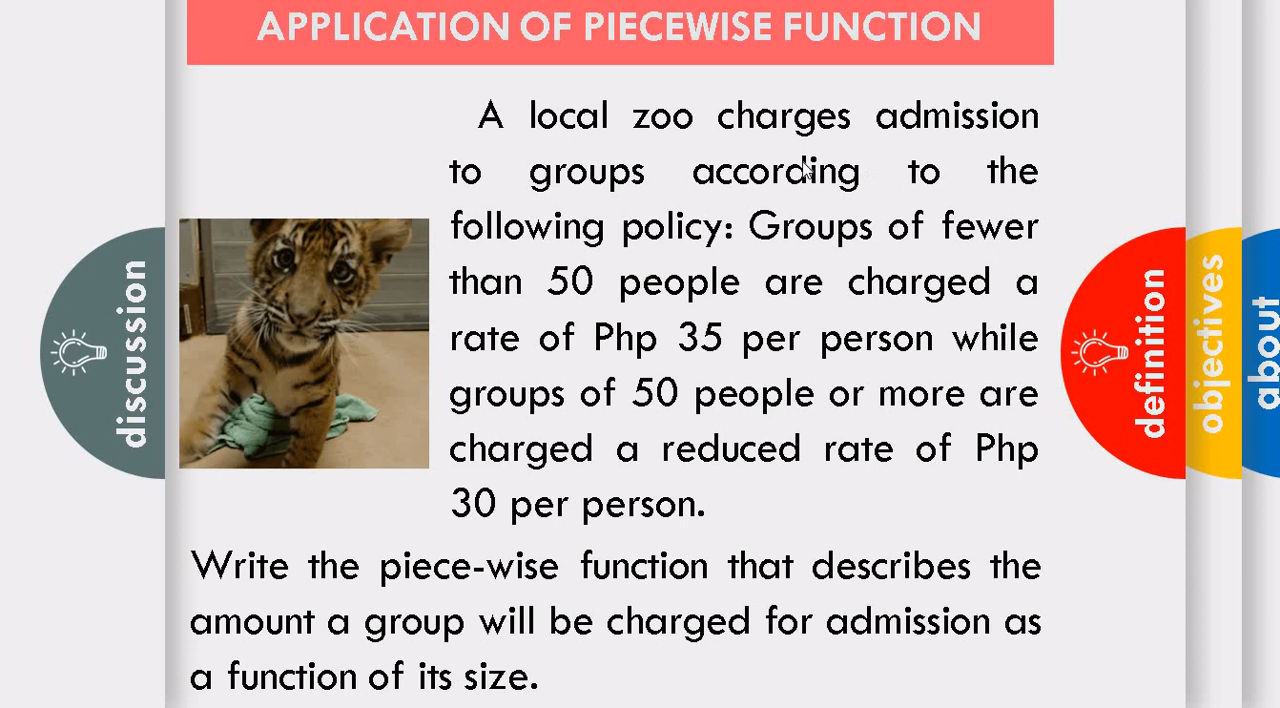 APPLICATION OF PIECEWISE FUNCTION
A local zoo charges admission
to groups according to the
following policy: Groups of fewer
than 50 people are charged a
rate of Php 35 per person while
groups of 50 people or more are
charged a reduced rate of Php
30 per person.
Write the piece-wise function that describes the
amount a group will be charged for admission as
a function of its size.
discussion
definition
objectives
about